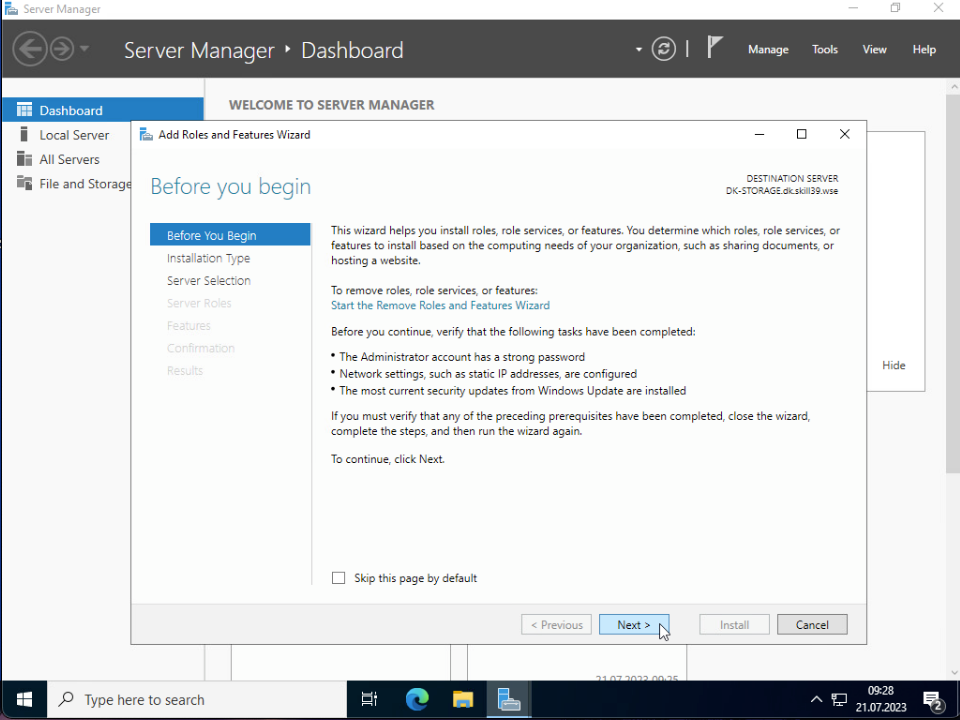 Server Manager
Server Manager ‣ Dashboard
Manage
Tools
View
Help
Dashboard
Local Server
All Servers
File and Storage
WELCOME TO SERVER MANAGER
Add Roles and Features Wizard
Before you begin
DESTINATION SERVER
DK-STORAGE.dk.skill39.wse
Before You Begin
Installation Type
Server Selection
Server Roles
Features
Confirmation
Results
This wizard helps you install roles, role services, or features. You determine which roles, role services, or
features to install based on the computing needs of your organization, such as sharing documents, or
hosting a website.
To remove roles, role services, or features:
Start the Remove Roles and Features Wizard
Before you continue, verify that the following tasks have been completed:
• The Administrator account has a strong password
• Network settings, such as static IP addresses, are configured
• The most current security updates from Windows Update are installed
If you must verify that any of the preceding prerequisites have been completed, close the wizard,
complete the steps, and then run the wizard again.
To continue, click Next.
Hide
Skip this page by default
< Previous
Next >
Install
Cancel
21.07.2023 09:25
Type here to search
09:28
21.07.2023
2